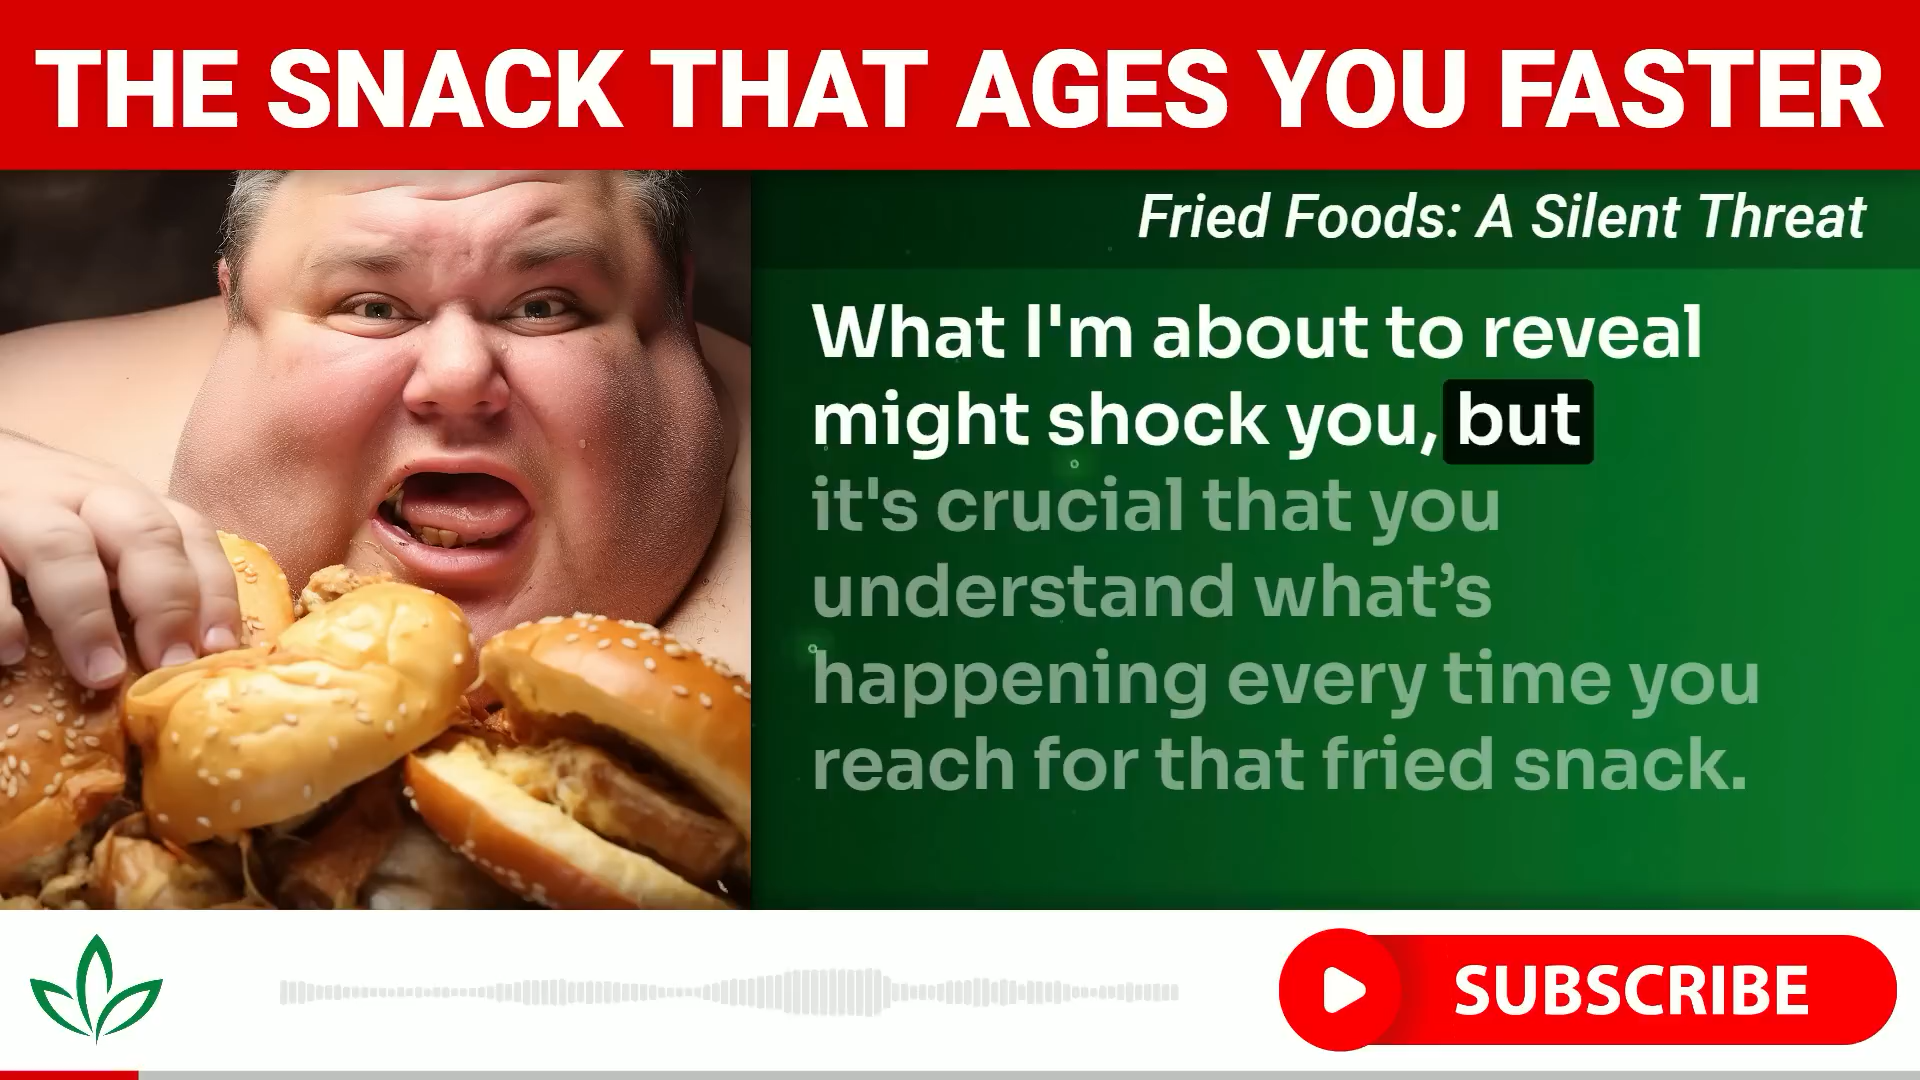 THE SNACK THAT AGES YOU FASTER
Fried Foods: A Silent Threat
What I'm about to reveal
might shock you, but
it's crucial that you
understand what’s
happening every time you
reach for that fried snack.
SUBSCRIBE